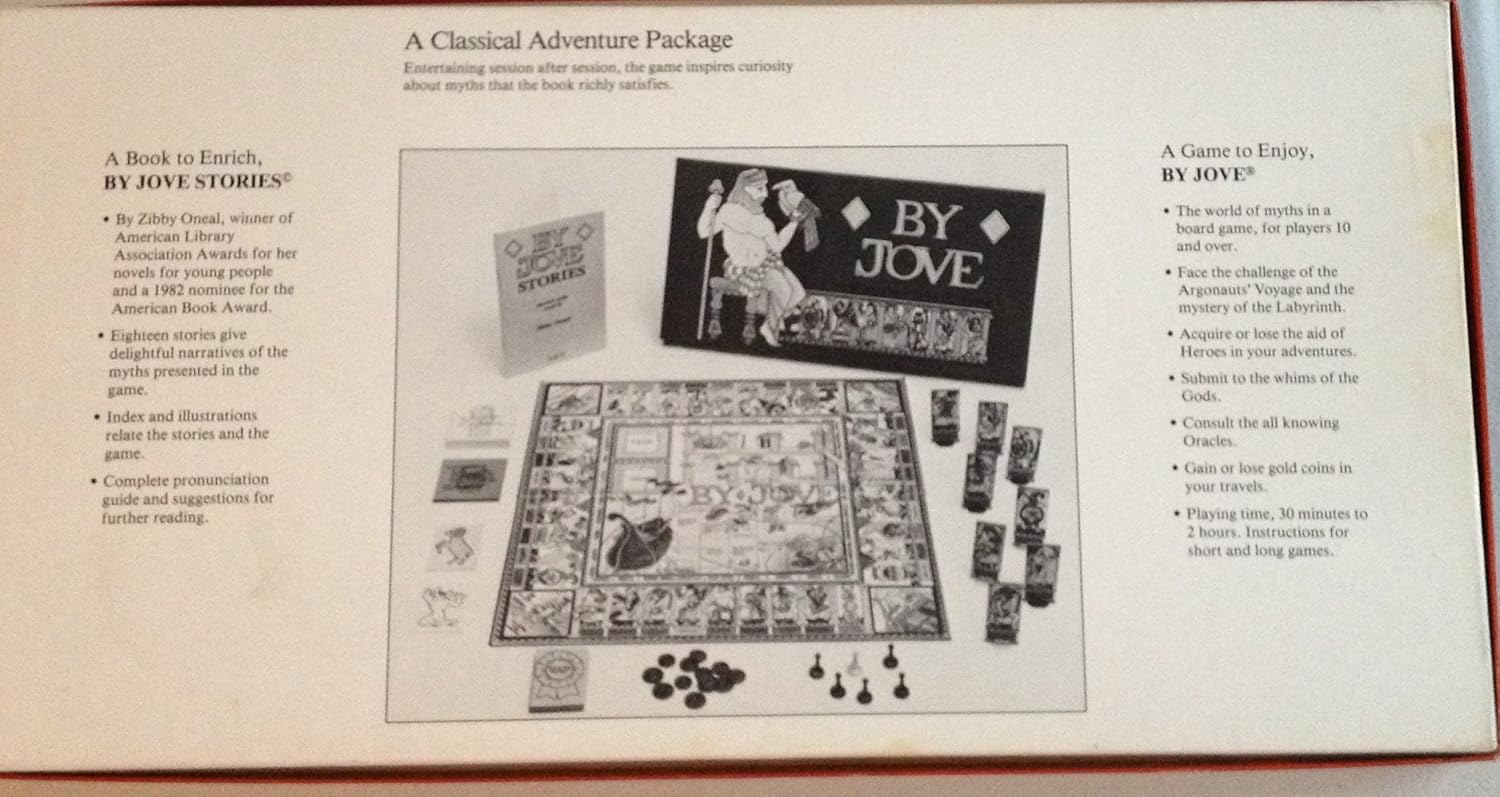 A Classical Adventure Package
Entertaining session after session, the game inspires curiosity
about myths that the book richly satisfies.
A Book to Enrich,
BY JOVE STORIES©
• By Zibby Oneal, winner of
American Library
Association Awards for her
novels for young people
and a 1982 nominee for the
American Book Award.
• Eighteen stories give
delightful narratives of the
myths presented in the
game.
• Index and illustrations
relate the stories and the
game.
• Complete pronunciation
guide and suggestions for
further reading.
BY
JOVE
STORIES
BY
JOVE
BY JOVE
A Game to Enjoy,
BY JOVE®
• The world of myths in a
board game, for players 10
and over.
• Face the challenge of the
Argonauts' Voyage and the
mystery of the Labyrinth.
• Acquire or lose the aid of
Heroes in your adventures.
• Submit to the whims of the
Gods.
• Consult the all knowing
Oracles.
• Gain or lose gold coins in
your travels.
• Playing time, 30 minutes to
2 hours. Instructions for
short and long games.